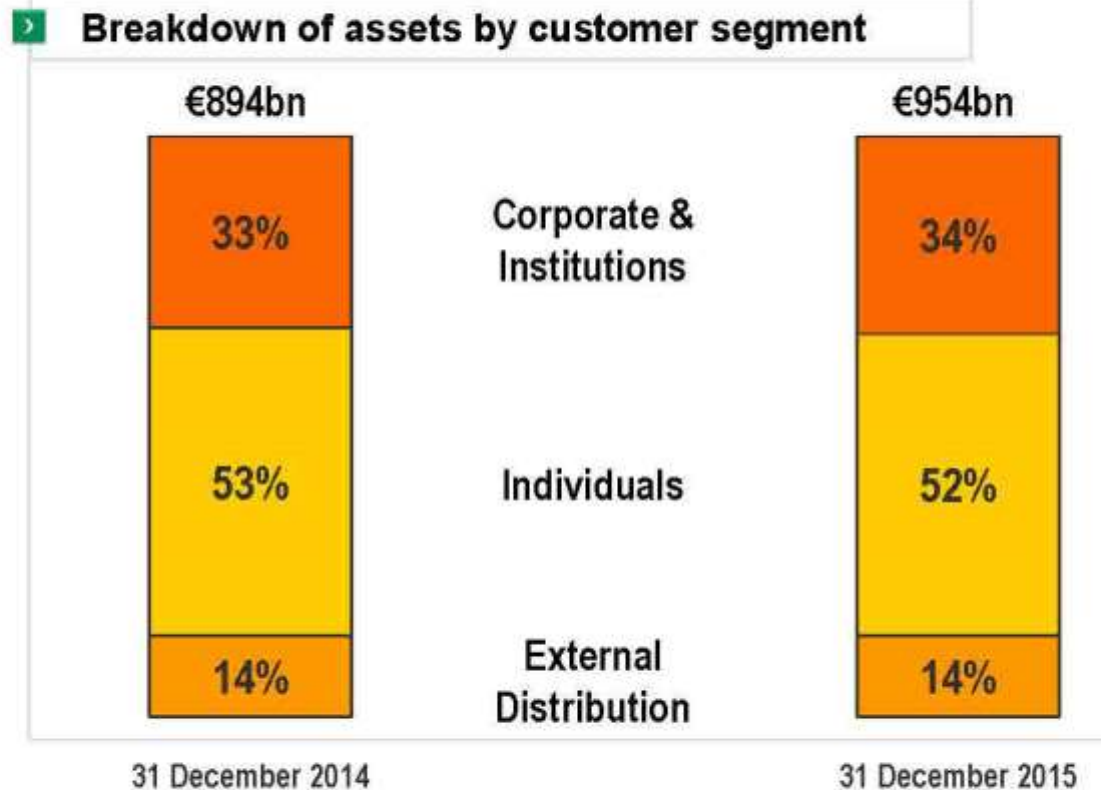 Breakdown of assets by customer segment
€894bn
€954bn
33%
Corporate &
Institutions
34%
53%
Individuals
52%
14%
External
Distribution
14%
31 December 2014
31 December 2015